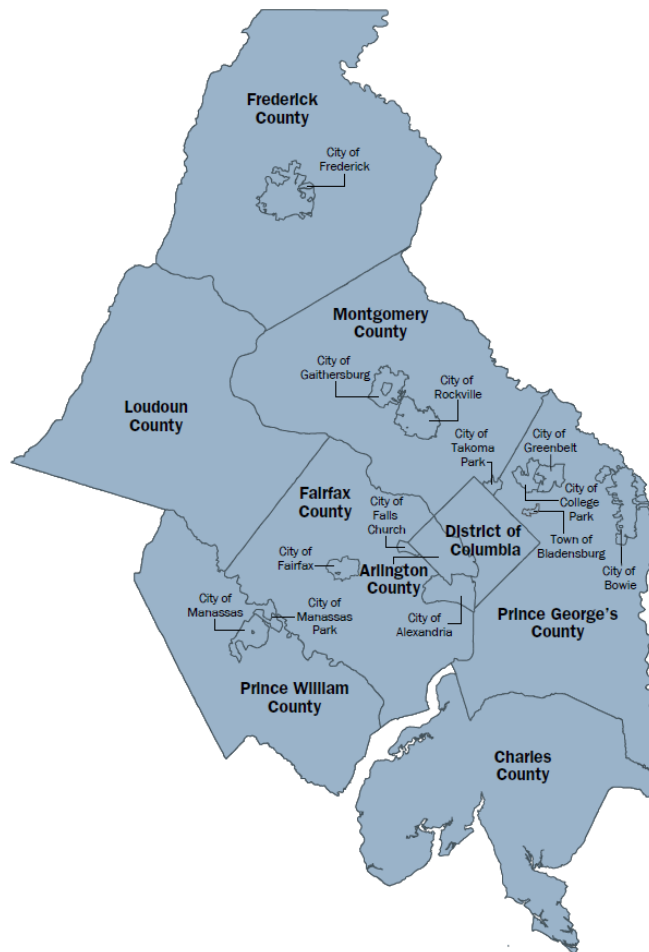 Frederick
County
City of
Frederick
Montgomery
County
City of
Gaithersburg
City of
Rockville
Loudoun
County
City of
Takoma
Park
City of
Greenbelt
Fairfax
County
City of
Falls
Church
City of
College
Park
District of
Columbia
Town of
Bladensburg
City of
Fairfax
Arlington
County
City of
Bowie
City of
Manassas
City of
Manassas
Park
City of
Alexandria
Prince George's
County
Prince William
County
Charles
County